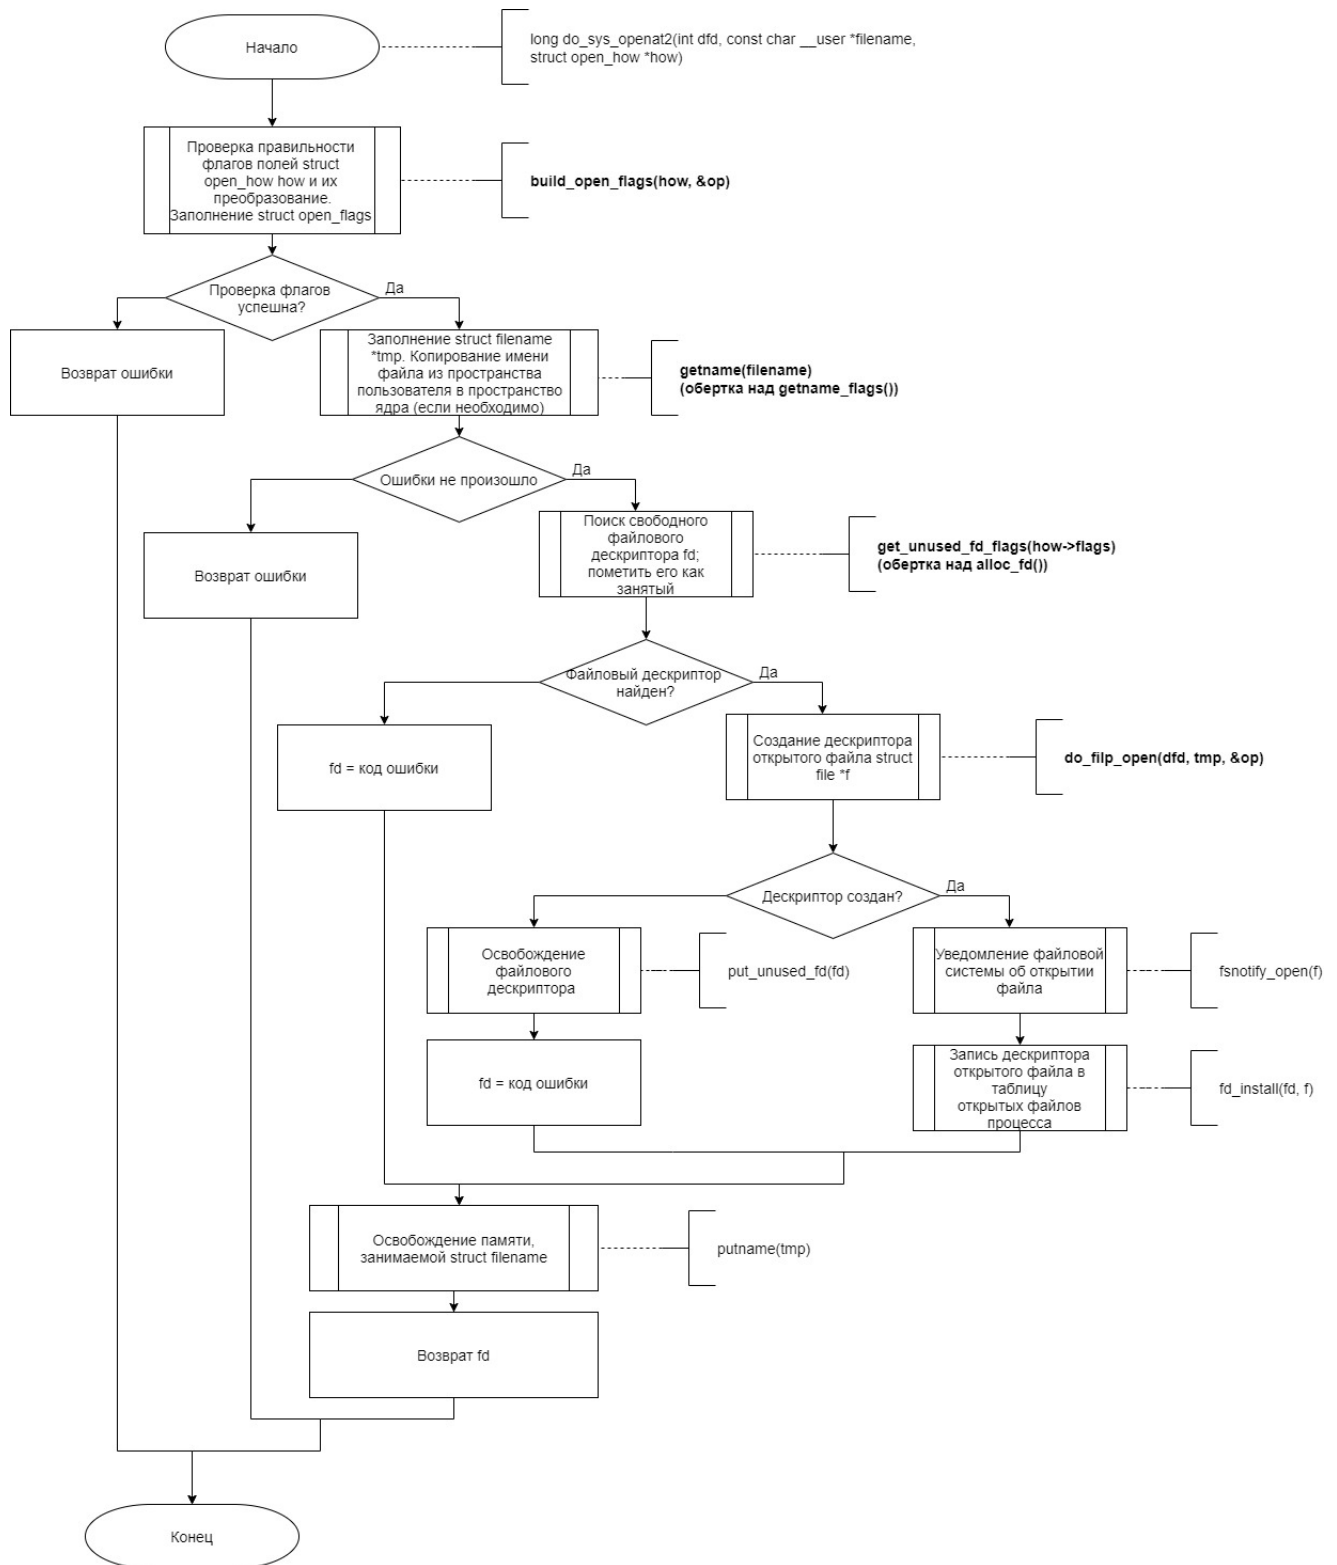 Начало
long do_sys_openat2(int dfd, const char __user *filename,
struct open_how *how)
Проверка правильности
флагов полей struct
open_how how и их
преобразование.
Заполнение struct open_flags
build_open_flags(how, &op)
Проверка флагов
успешна?
Да
Возврат ошибки
Заполнение struct filename
*tmp. Копирование имени
файла из пространства
пользователя в пространство
ядра (если необходимо)
getname(filename)
(обертка над getname_flags())
Ошибки не произошло
Да
Возврат ошибки
Поиск свободного
файлового
дескриптора fd;
пометить его как
занятый
get_unused_fd_flags(how->flags)
(обертка над alloc_fd())
Файловый дескриптор
найден?
Да
fd = код ошибки
Создание дескриптора
открытого файла struct
file *f
do_filp_open(dfd, tmp, &op)
Дескриптор создан?
Да
Освобождение
файлового
дескриптора
put_unused_fd(fd)
Уведомление файловой
системы об открытии
файла
fsnotify_open(f)
fd = код ошибки
Запись дескриптора
открытого файла в
таблицу
открытых файлов
процесса
fd_install(fd, f)
Освобождение памяти,
занимаемой struct filename
putname(tmp)
Возврат fd
Конец